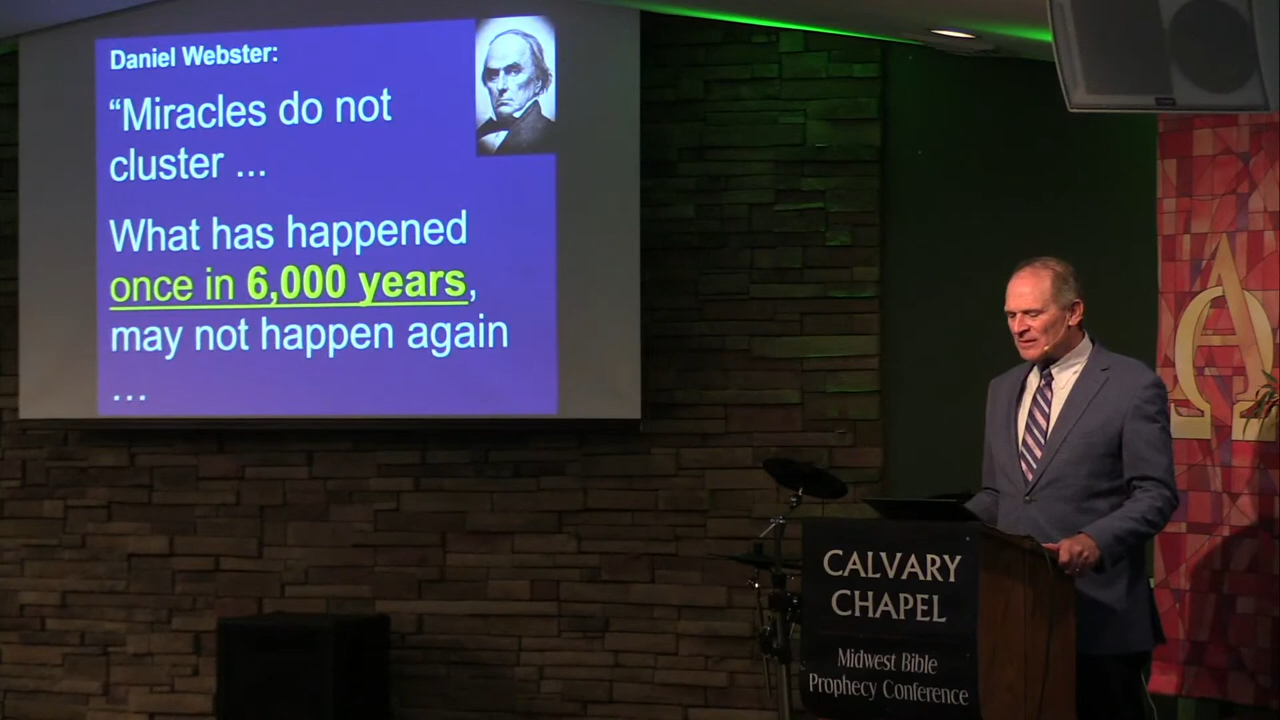 Daniel Webster:
“Miracles do not
cluster ...
What has happened
once in 6,000 years,
may not happen again
...
CALVARY
CHAPEL
Midwest Bible
Prophecy Conference